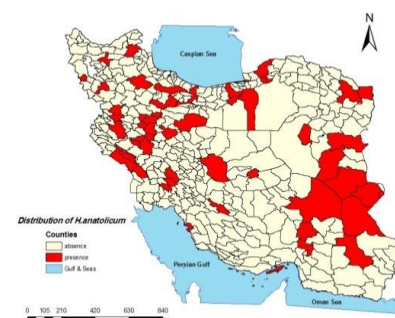 N
Caspian Sea
Distribution of H.anatolicum
Counties
absence
presence
Gulf & Seas
Persian Gulf
Oman Sea
0 105 210 420 630 840